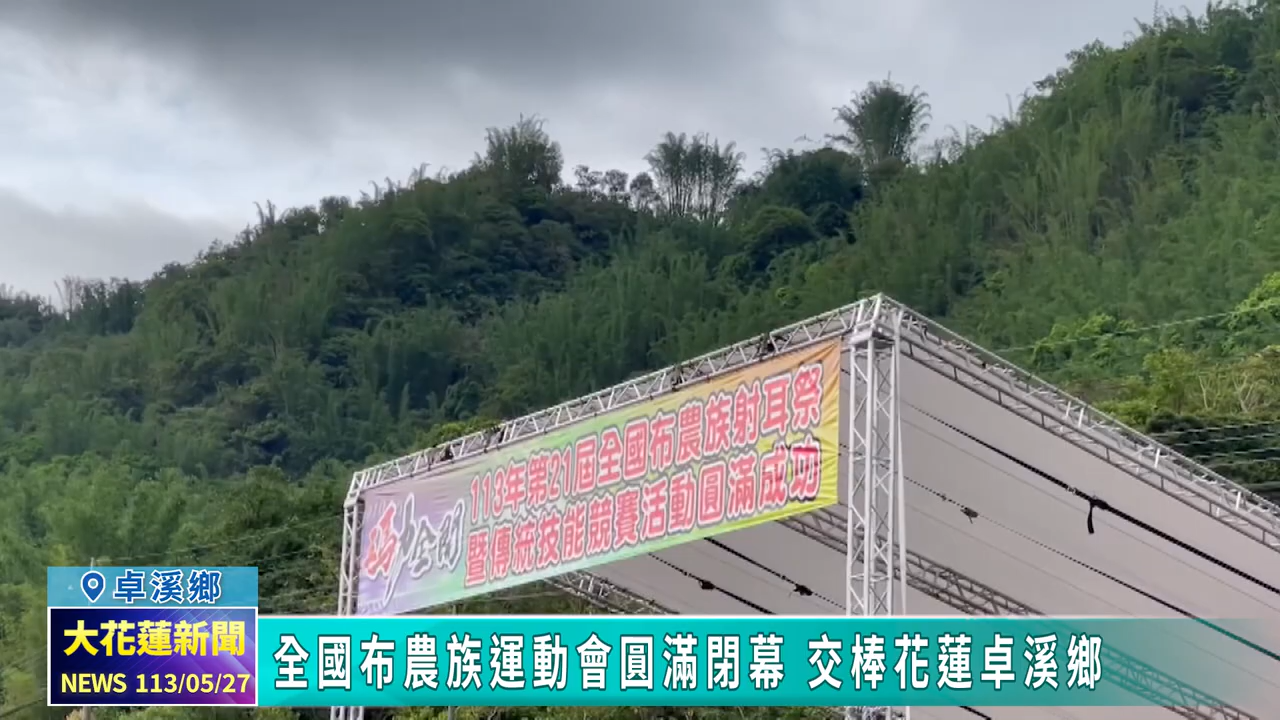 113年第21屆全國布農族射耳祭
暨傳統技能競賽活動圓滿成功
卓溪鄉
大花蓮新聞
NEWS 113/05/27
全國布農族運動會圓滿閉幕 交棒花蓮卓溪鄉